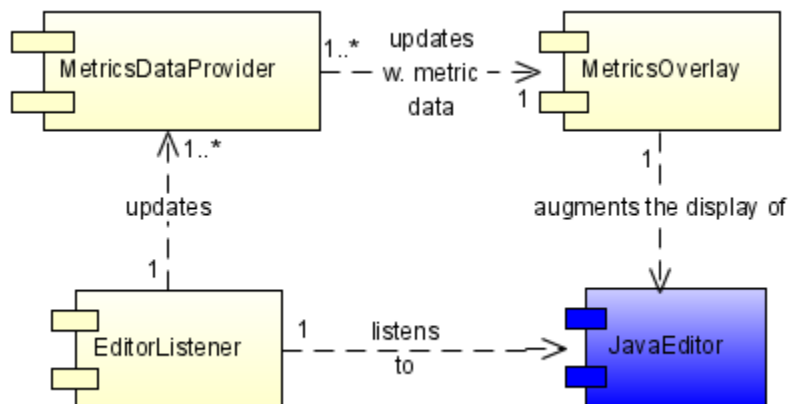 MetricsDataProvider
1..*
updates
w. metric
data
1
MetricsOverlay
1..*
updates
1
1
augments the display of
EditorListener
1
listens
to
JavaEditor